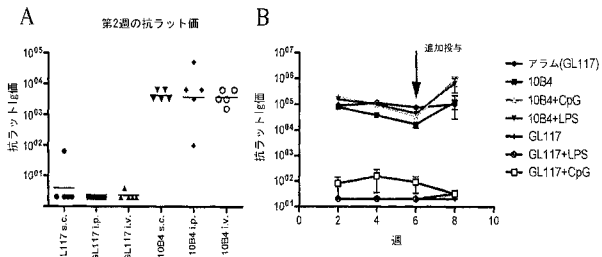 A
第2週の抗ラット価
抗ラットIg価
10^05
10^04
10^03
10^02
10^01
GL117 s.c.
GL117 i.p.
GL117 i.v.
10B4 s.c.
10B4 i.p.
10B4 i.v.
B
追加投与
抗ラットIg価
10^07
10^06
10^05
10^04
10^03
10^02
10^01
0
2
4
6
8
10
週
アラム(GL117)
10B4
10B4+CpG
10B4+LPS
GL117
GL117+LPS
GL117+CpG